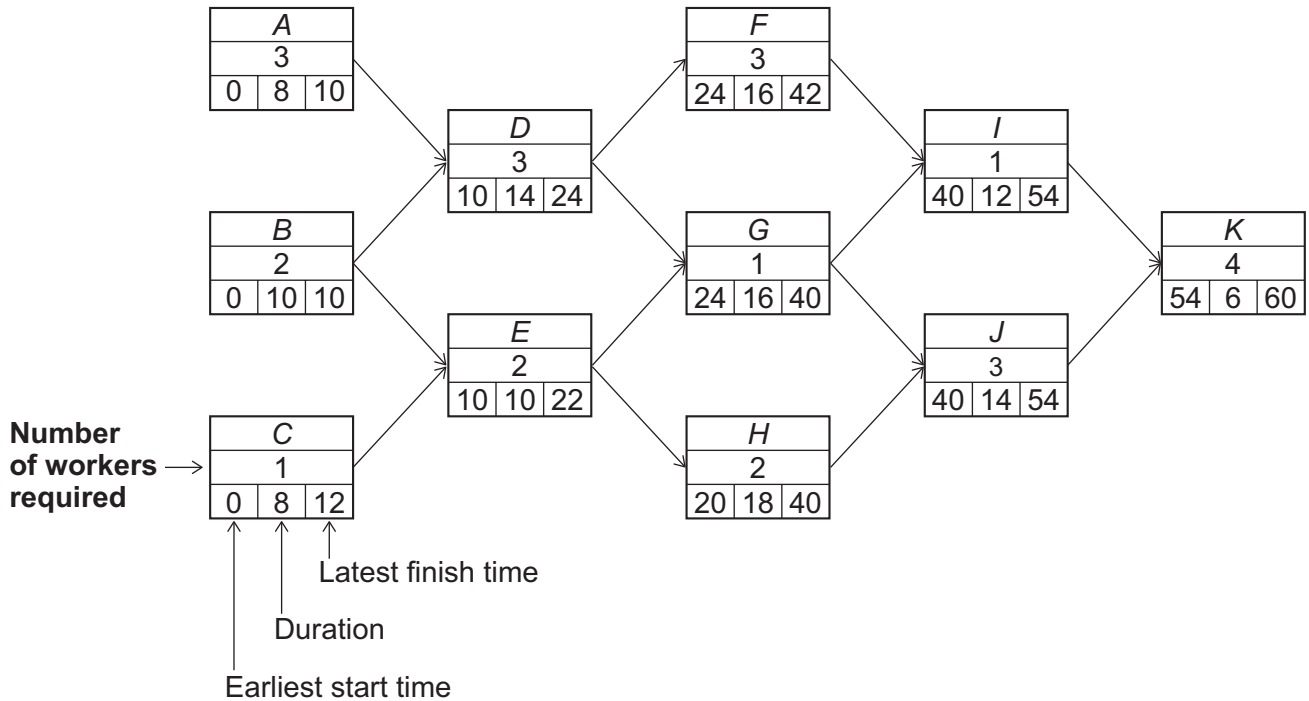 A
3
0 8 10
F
3
24 16 42
D
3
10 14 24
I
1
40 12 54
B
2
0 10 10
G
1
24 16 40
K
4
54 6 60
E
2
10 10 22
J
3
40 14 54
Number
of workers
required
C
1
0 8 12
H
2
20 18 40
Latest finish time
Duration
Earliest start time